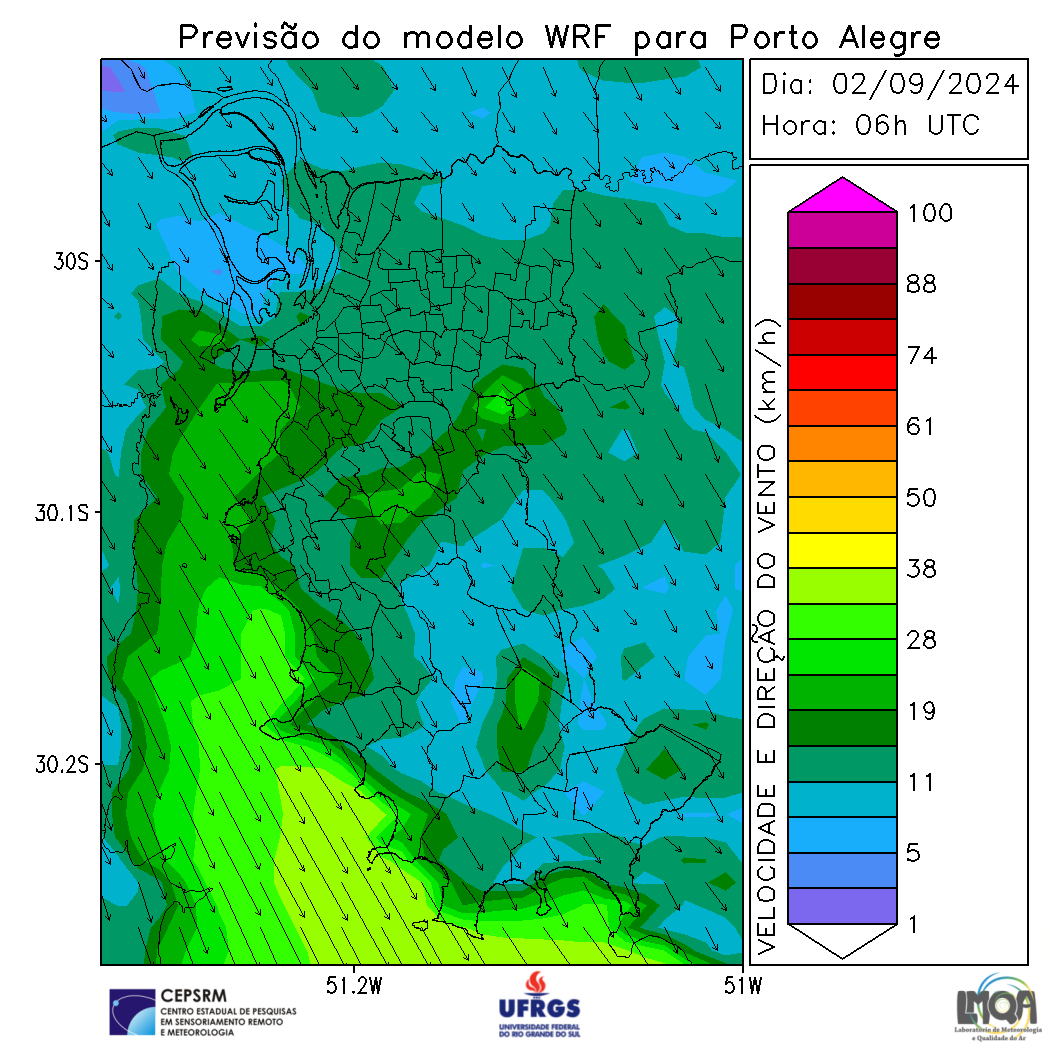 Previsão do modelo WRF para Porto Alegre
Dia: 02/09/2024
Hora: 06h UTC
100
88
74
61
50
38
28
19
11
5
1
VELOCIDADE E DIREÇÃO DO VENTO (km/h)
30S
30.1S
30.2S
51.2W
51W
CEPSRM
CENTRO ESTADUAL DE PESQUISAS
EM SENSORIAMENTO REMOTO
E METEOROLOGIA
UFRGS
UNIVERSIDADE FEDERAL
DO RIO GRANDE DO SUL
LMQA
Laboratório de Meteorologia
e Qualidade do Ar